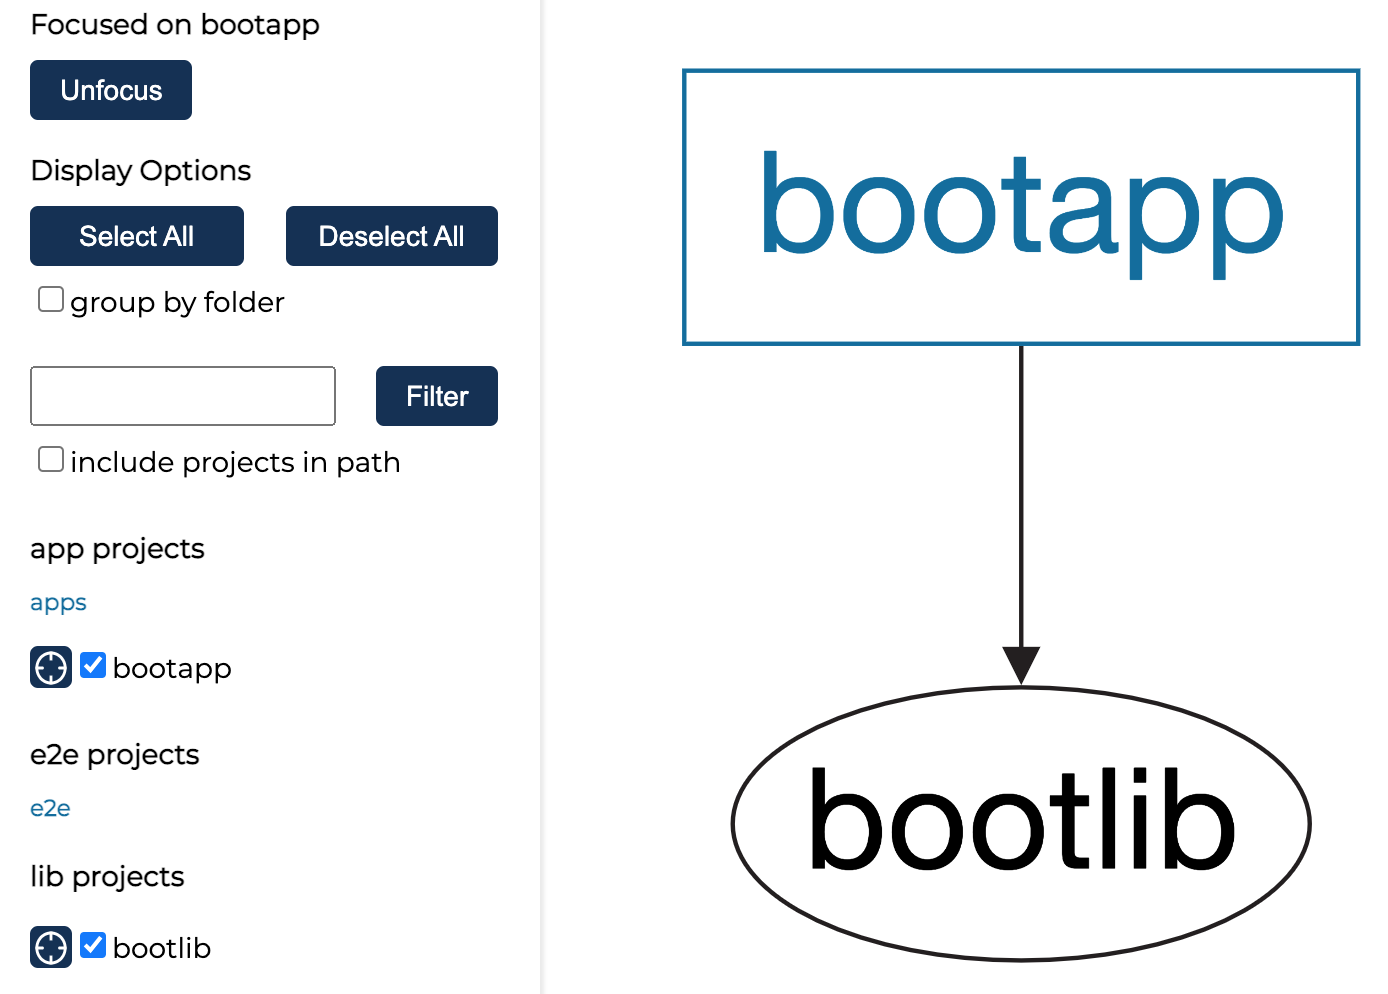 Focused on bootapp
Unfocus
Display Options
Select All
Deselect All
group by folder
Filter
include projects in path
app projects
apps
bootapp
e2e projects
e2e
lib projects
bootlib
bootapp
bootlib